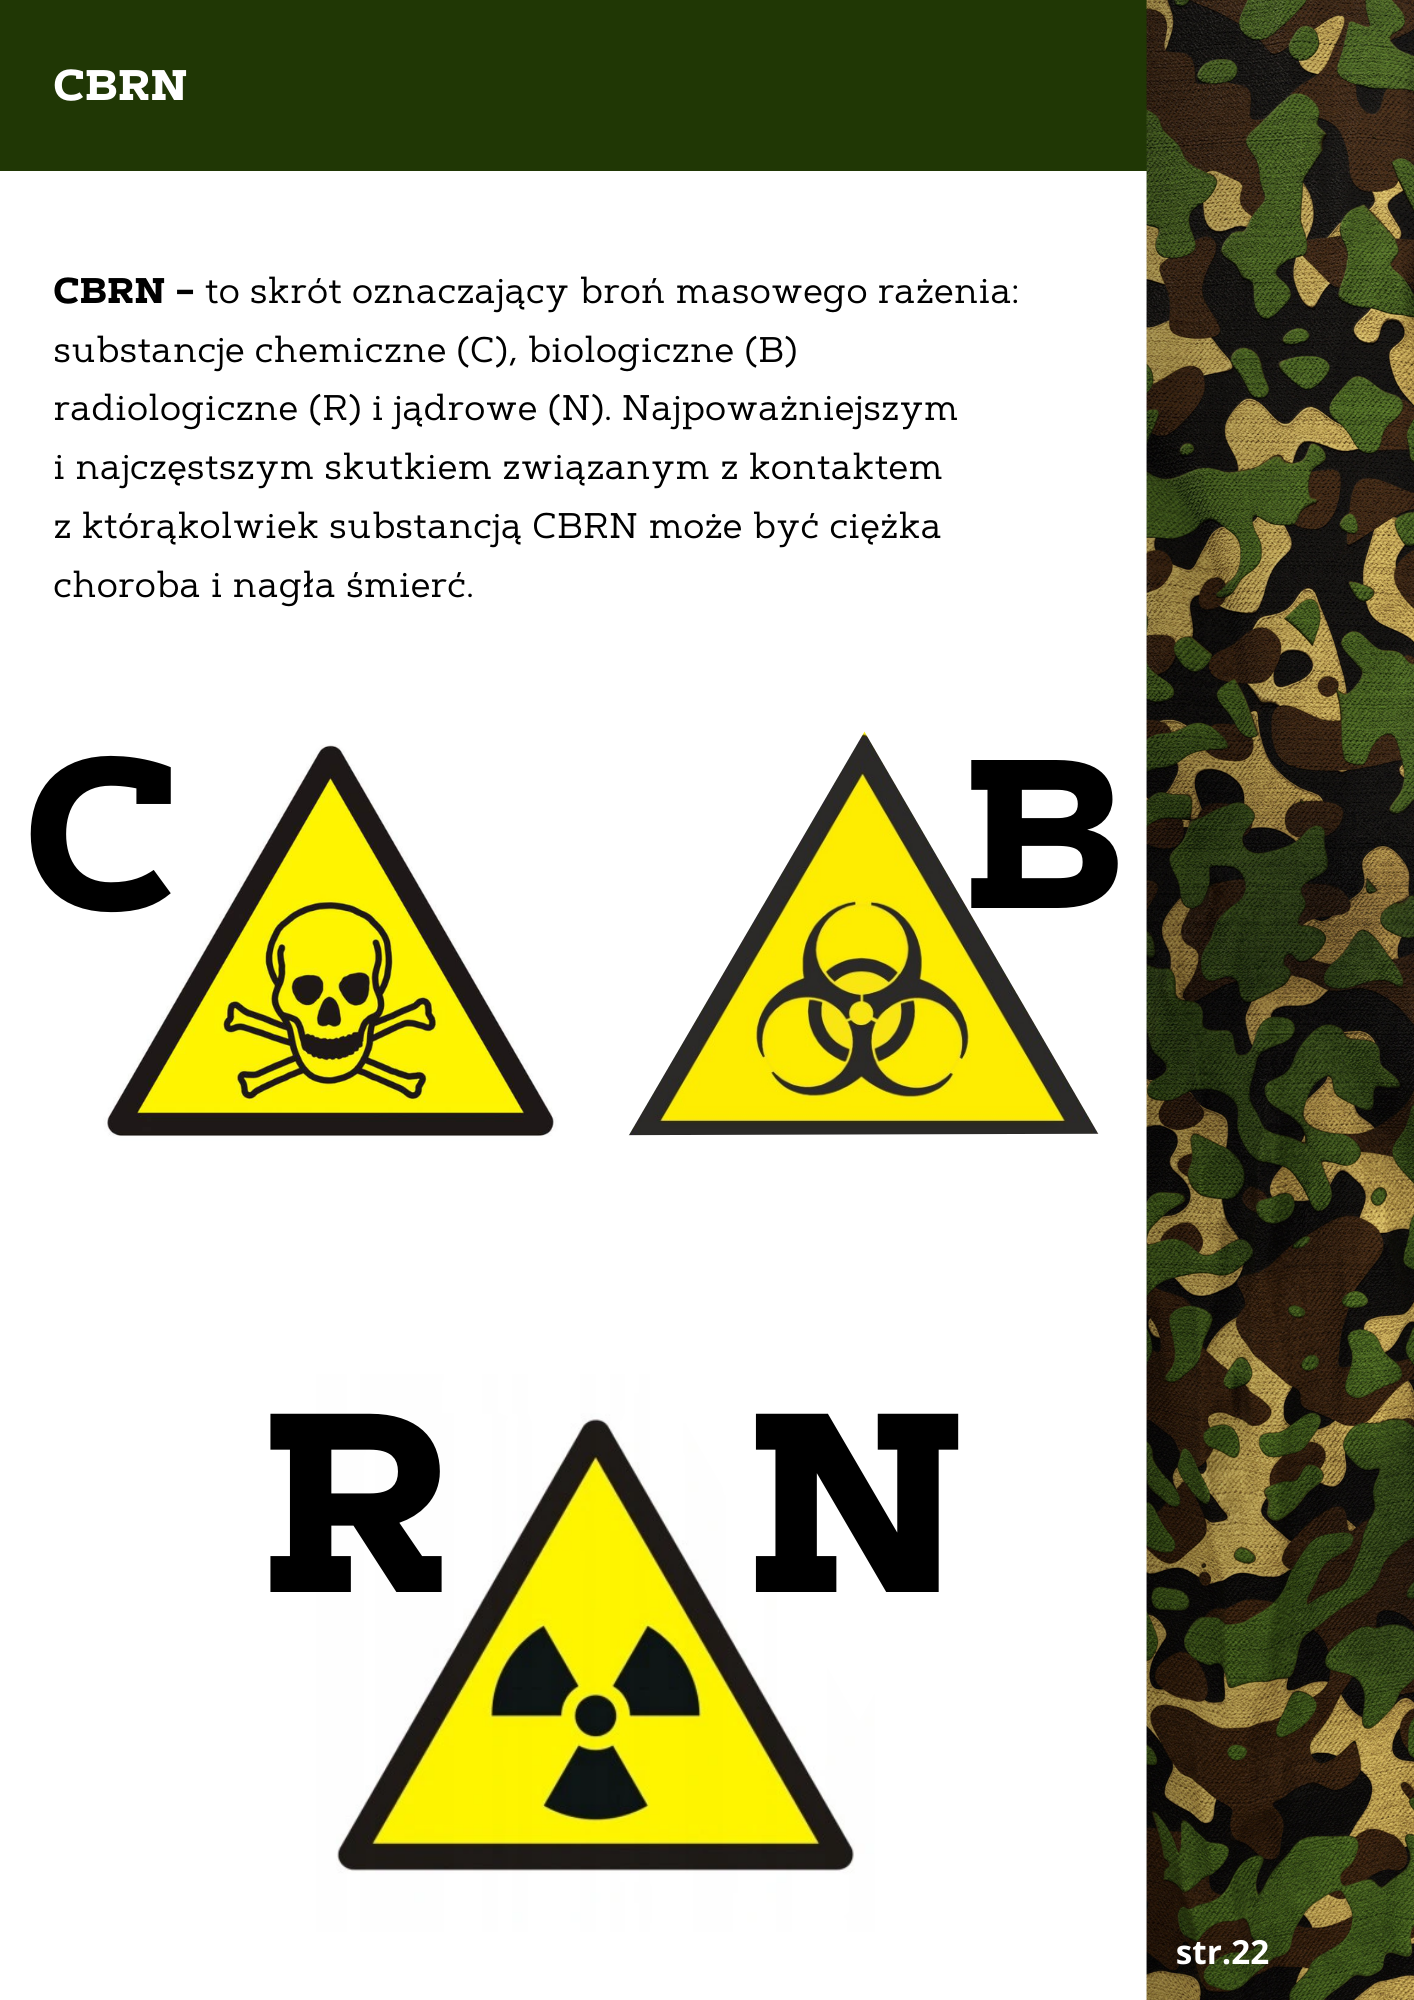 CBRN
CBRN – to skrót oznaczający broń masowego rażenia:
substancje chemiczne (C), biologiczne (B)
radiologiczne (R) i jądrowe (N). Najpoważniejszym
i najczęstszym skutkiem związanym z kontaktem
z którąkolwiek substancją CBRN może być ciężka
choroba i nagła śmierć.
C
B
R N
str.22